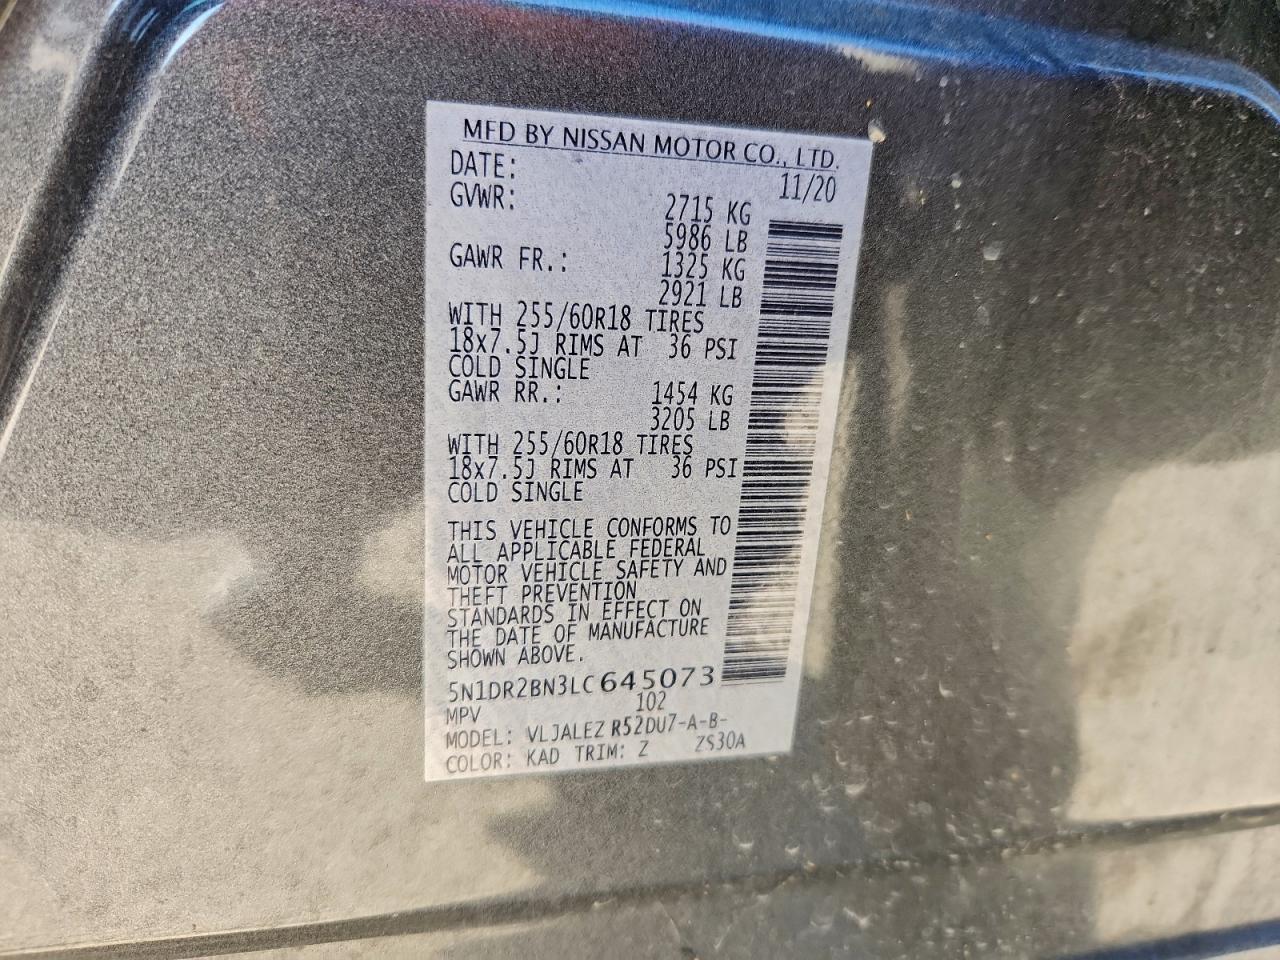 MFD BY NISSAN MOTOR CO., LTD.
DATE: 11/20
GVWR: 2715 KG
5986 LB
GAWR FR.: 1325 KG
2921 LB
WITH 255/60R18 TIRES
18x7.5J RIMS AT 36 PSI
COLD SINGLE
GAWR RR.: 1454 KG
3205 LB
WITH 255/60R18 TIRES
18x7.5J RIMS AT 36 PSI
COLD SINGLE
THIS VEHICLE CONFORMS TO
ALL APPLICABLE FEDERAL
MOTOR VEHICLE SAFETY AND
THEFT PREVENTION
STANDARDS IN EFFECT ON
THE DATE OF MANUFACTURE
SHOWN ABOVE.
5N1DR2BN3LC645073
MPV 102
MODEL: VLJALEZ R52DU7-A-B-
COLOR: KAD TRIM: Z ZS30A